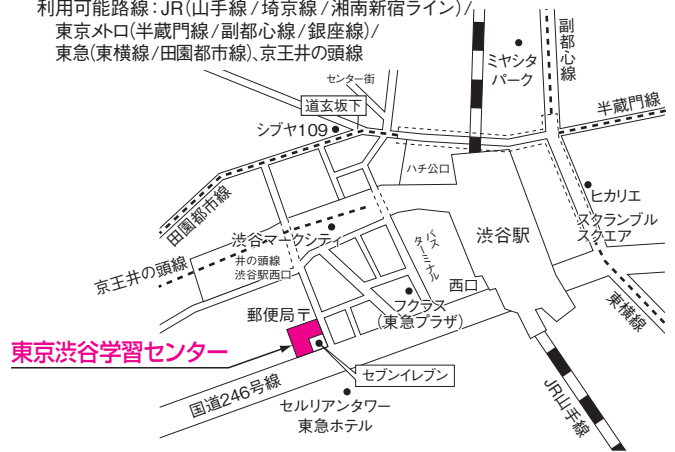 利用可能路線：JR(山手線/埼京線/湘南新宿ライン)/
東京メトロ(半蔵門線/副都心線/銀座線)/
東急(東横線/田園都市線)、京王井の頭線
副都心線
ミヤシタ
パーク
センター街
道玄坂下
半蔵門線
シブヤ109
ハチ公口
ヒカリエ
田園都市線
スクランブル
スクエア
渋谷マークシティ
バス
ターミナル
渋谷駅
井の頭線
渋谷駅西口
京王井の頭線
西口
フクラス
(東急プラザ)
東横線
郵便局〒
東京渋谷学習センター
セブンイレブン
国道246号線
セルリアンタワー
東急ホテル
JR山手線